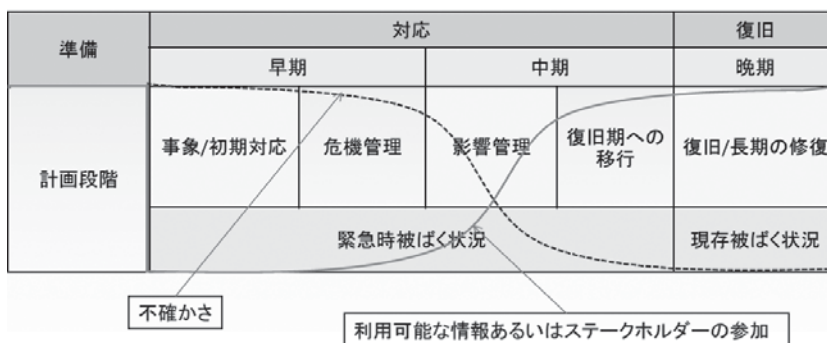 準備
対応
復旧
早期
中期
晩期
計画段階
事象/初期対応
危機管理
影響管理
復旧期への
移行
復旧/長期の修復
緊急時被ばく状況
現存被ばく状況
不確かさ
利用可能な情報あるいはステークホルダーの参加